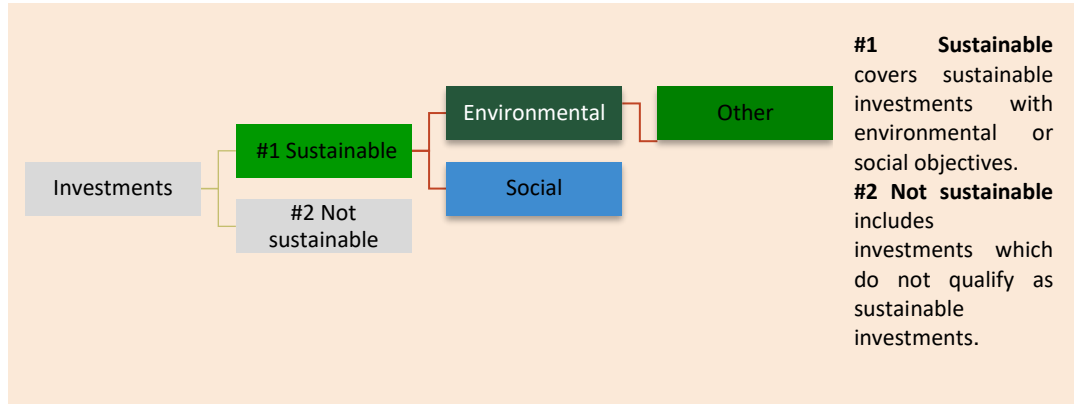 Investments
#1 Sustainable
#2 Not
sustainable
Environmental
Social
Other
#1 Sustainable
covers sustainable
investments with
environmental or
social objectives.
#2 Not sustainable
includes
investments which
do not qualify as
sustainable
investments.